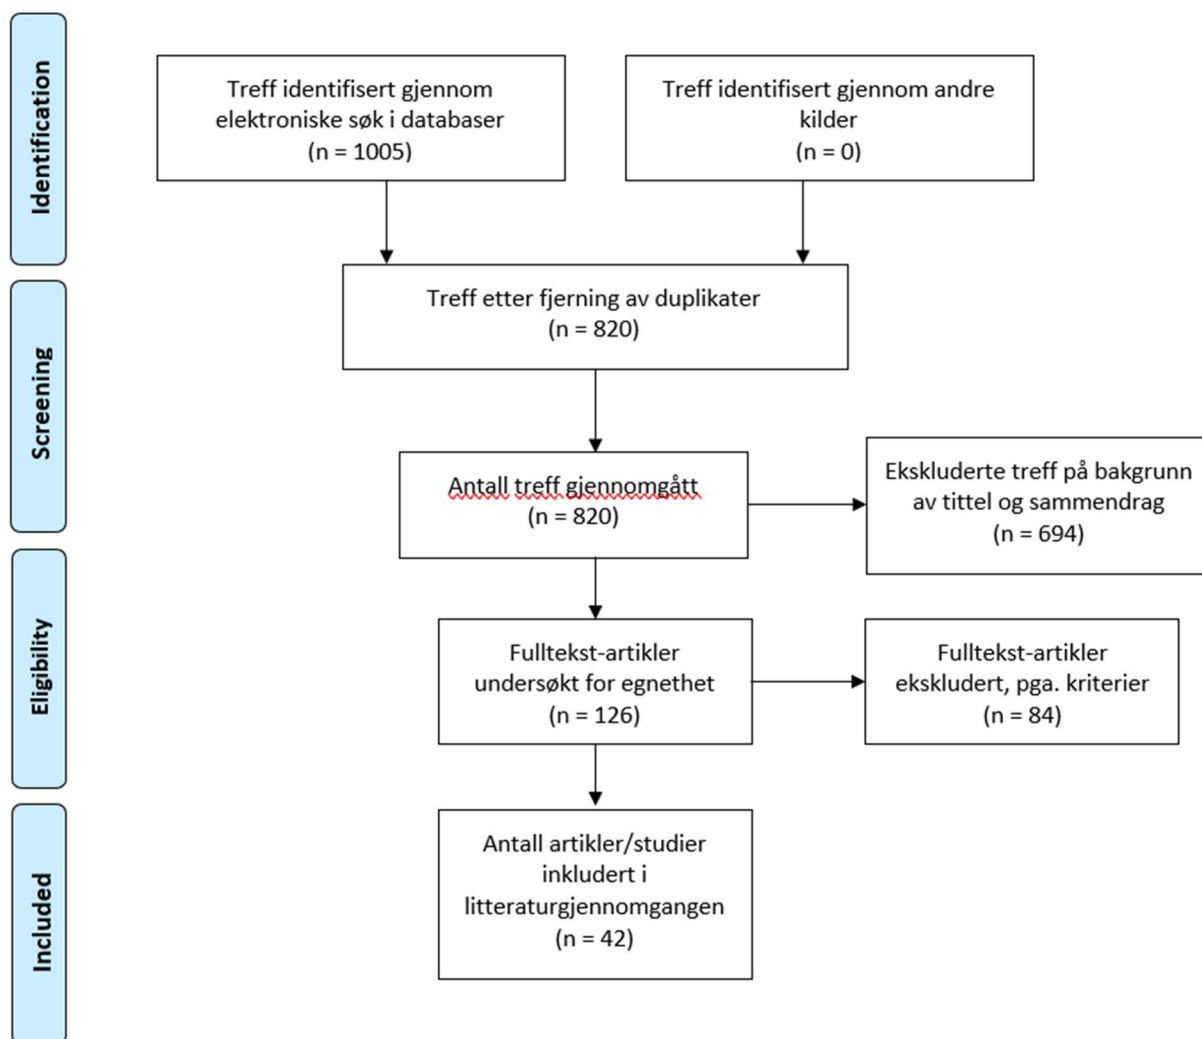 Identification
Treff identifisert gjennom
elektroniske søk i databaser
(n = 1005)
Treff identifisert gjennom andre
kilder
(n = 0)
Screening
Treff etter fjerning av duplikater
(n = 820)
Antall treff gjennomgått
(n = 820)
Ekskluderte treff på bakgrunn
av tittel og sammendrag
(n = 694)
Eligibility
Fulltekst-artikler
undersøkt for egnethet
(n = 126)
Fulltekst-artikler
ekskludert, pga. kriterier
(n = 84)
Included
Antall artikler/studier
inkludert i
litteraturgjennomgangen
(n = 42)